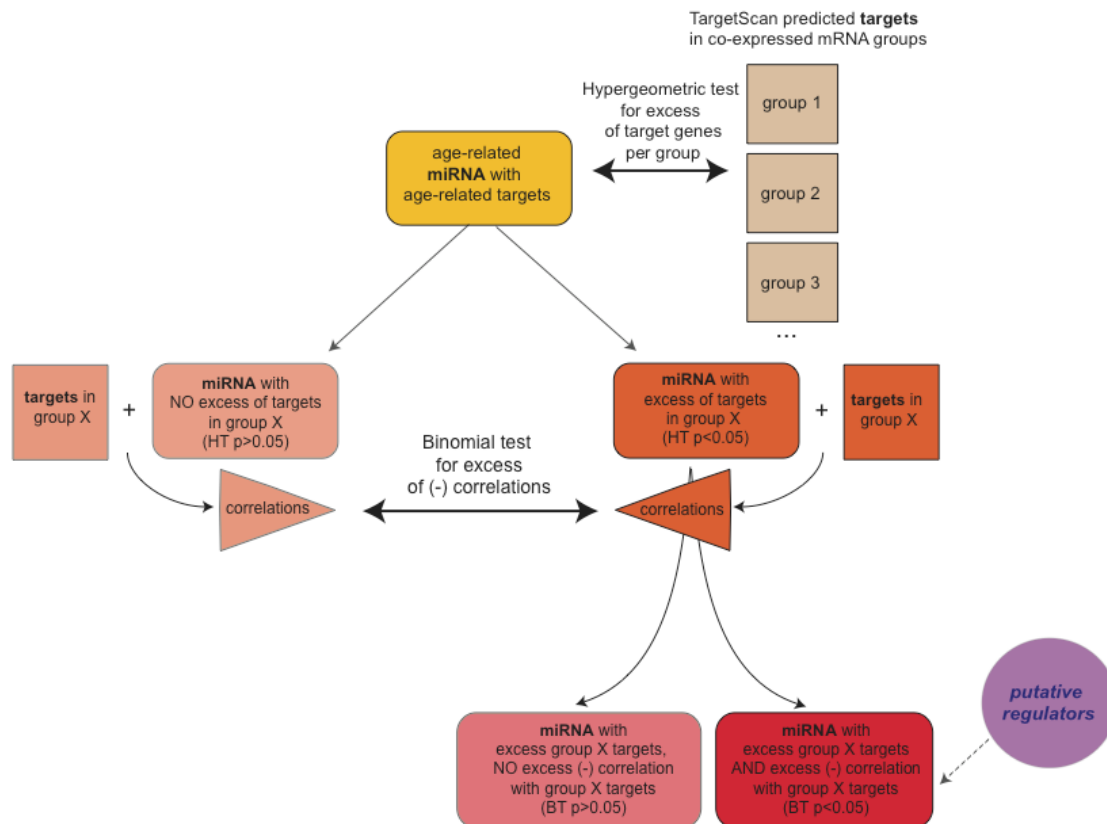 TargetScan predicted targets
in co-expressed mRNA groups
group 1
group 2
group 3
...
Hypergeometric test
for excess
of target genes
per group
age-related
miRNA with
age-related targets
targets in
group X
+
miRNA with
NO excess of targets
in group X
(HT p>0.05)
correlations
Binomial test
for excess
of (-) correlations
miRNA with
excess of targets
in group X
(HT p<0.05)
+
targets in
group X
correlations
miRNA with
excess group X targets,
NO excess (-) correlation
with group X targets
(BT p>0.05)
miRNA with
excess group X targets
AND excess (-) correlation
with group X targets
(BT p<0.05)
putative
regulators